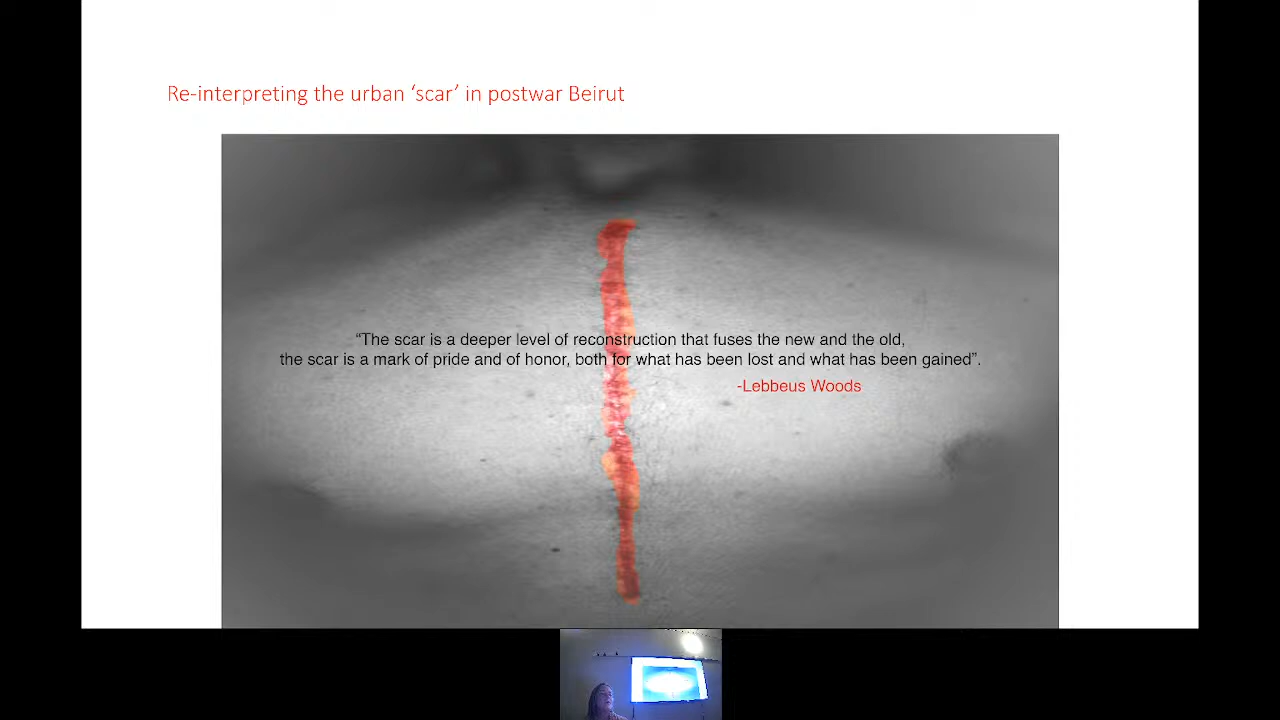 Re-interpreting the urban ‘scar’ in postwar Beirut
“The scar is a deeper level of reconstruction that fuses the new and the old,
the scar is a mark of pride and of honor, both for what has been lost and what has been gained”.
-Lebbeus Woods